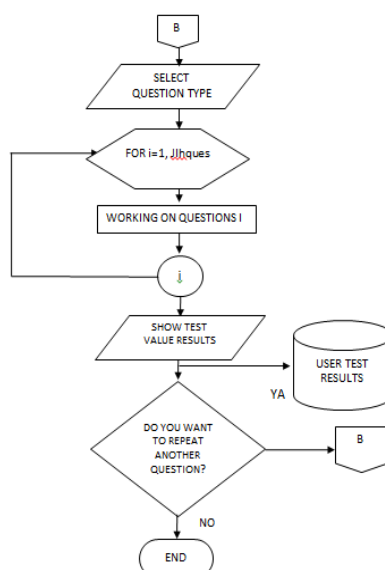 B
SELECT
QUESTION TYPE
FOR i=1, Jlhques
WORKING ON QUESTIONS I
i
SHOW TEST
VALUE RESULTS
USER TEST
RESULTS
YA
DO YOU WANT
TO REPEAT
ANOTHER
QUESTION?
B
NO
END